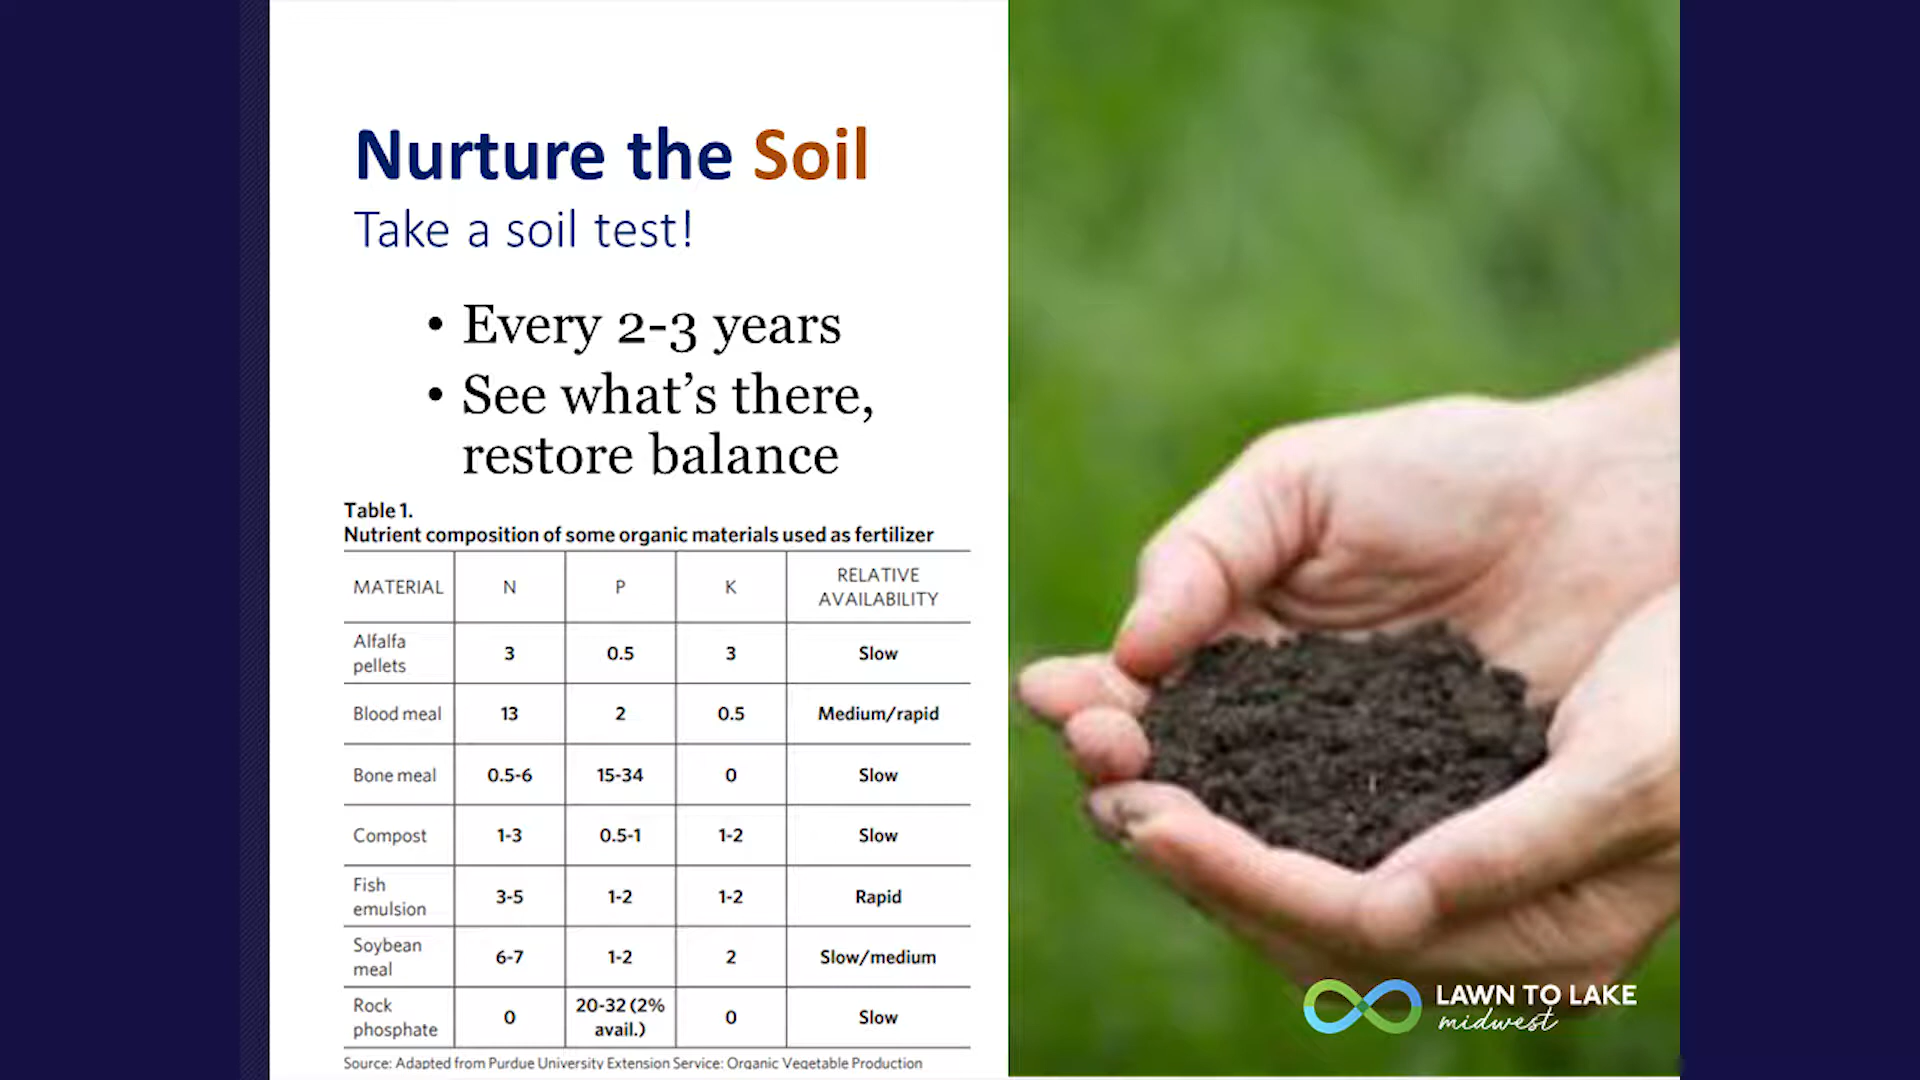 Nurture the Soil
Take a soil test!
• Every 2-3 years
• See what’s there,
restore balance
Table 1.
Nutrient composition of some organic materials used as fertilizer
MATERIAL N P K RELATIVE AVAILABILITY
Alfalfa pellets 3 0.5 3 Slow
Blood meal 13 2 0.5 Medium/rapid
Bone meal 0.5-6 15-34 0 Slow
Compost 1-3 0.5-1 1-2 Slow
Fish emulsion 3-5 1-2 1-2 Rapid
Soybean meal 6-7 1-2 2 Slow/medium
Rock phosphate 0 20-32 (2% avail.) 0 Slow
Source: Adapted from Purdue University Extension Service: Organic Vegetable Production
LAWN TO LAKE
midwest